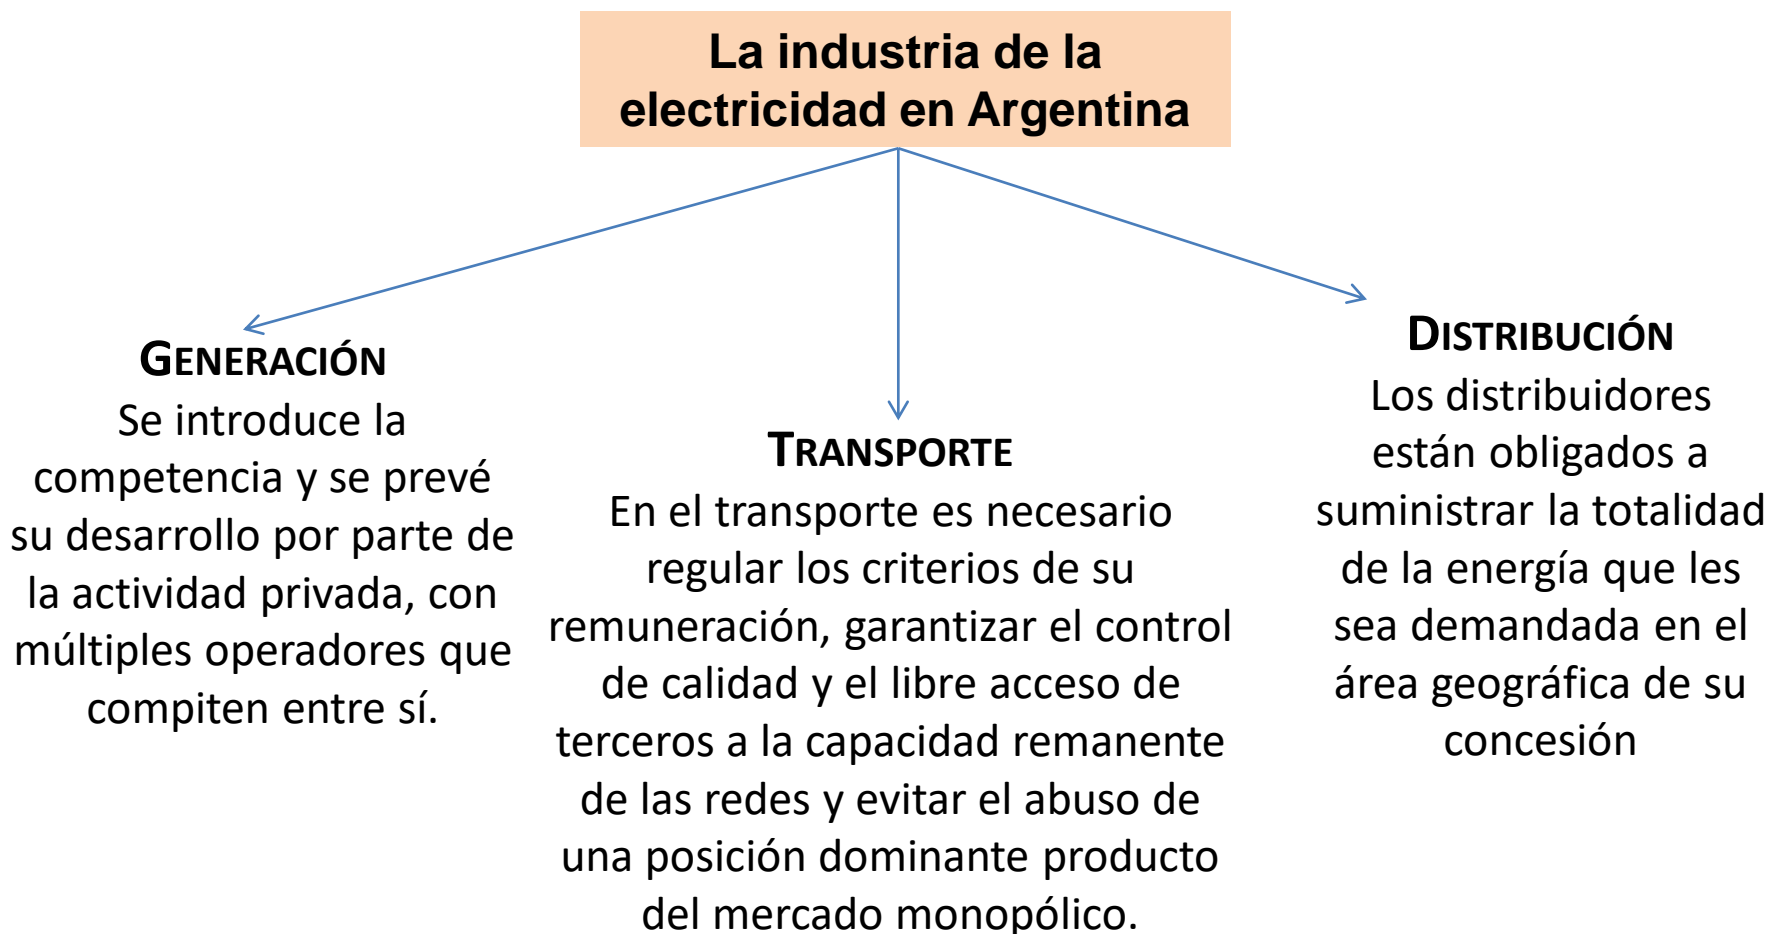 La industria de la
electricidad en Argentina
GENERACIÓN
Se introduce la
competencia y se prevé
su desarrollo por parte de
la actividad privada, con
múltiples operadores que
compiten entre sí.
TRANSPORTE
En el transporte es necesario
regular los criterios de su
remuneración, garantizar el control
de calidad y el libre acceso de
terceros a la capacidad remanente
de las redes y evitar el abuso de
una posición dominante producto
del mercado monopólico.
DISTRIBUCIÓN
Los distribuidores
están obligados a
suministrar la totalidad
de la energía que les
sea demandada en el
área geográfica de su
concesión